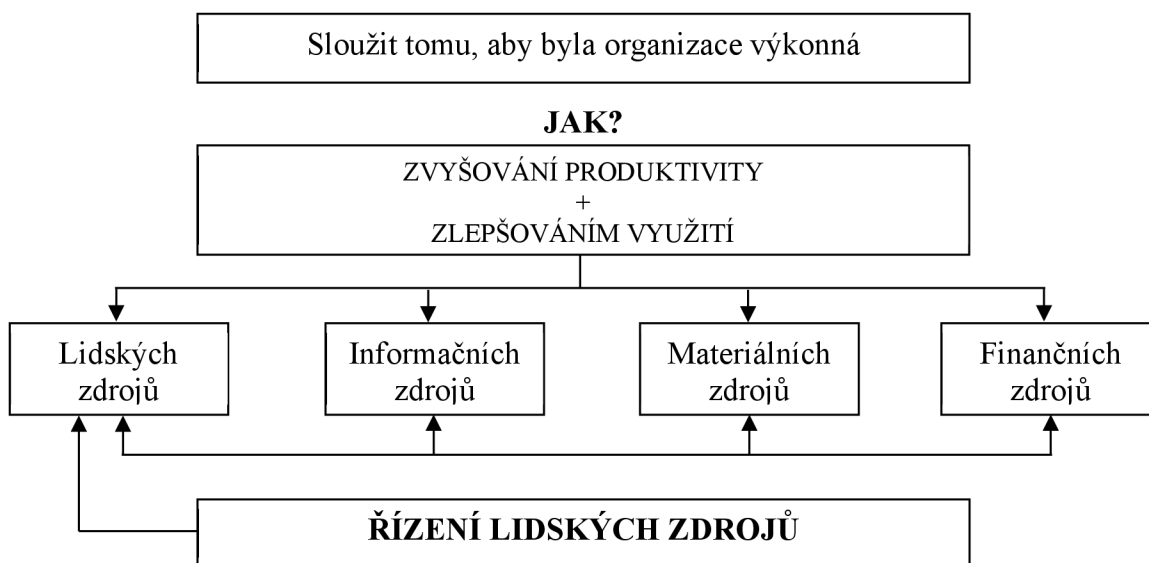 Sloužit tomu, aby byla organizace výkonná
JAK?
ZVYŠOVÁNÍ PRODUKTIVITY
+
ZLEPŠOVÁNÍM VYUŽITÍ
Lidských
zdrojů
Informačních
zdrojů
Materiálních
zdrojů
Finančních
zdrojů
ŘÍZENÍ LIDSKÝCH ZDROJŮ